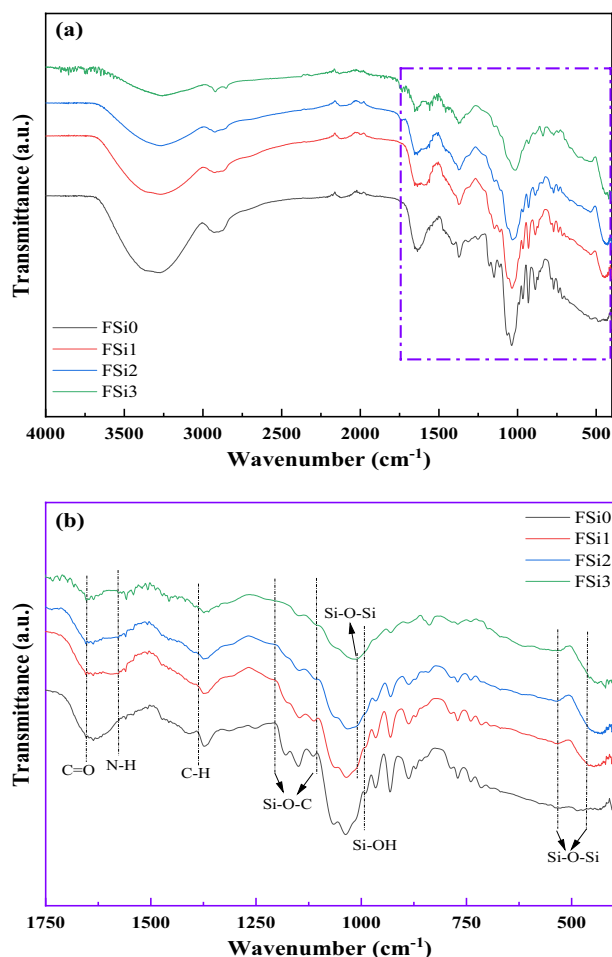 (a)
Transmittance (a.u.)
FSi0
FSi1
FSi2
FSi3
4000 3500 3000 2500 2000 1500 1000 500
Wavenumber (cm⁻¹)
(b)
FSi0
FSi1
FSi2
FSi3
Si-O-Si
Transmittance (a.u.)
C=O N-H
C-H
Si-O-C
Si-OH
Si-O-Si
1750 1500 1250 1000 750 500
Wavenumber (cm⁻¹)